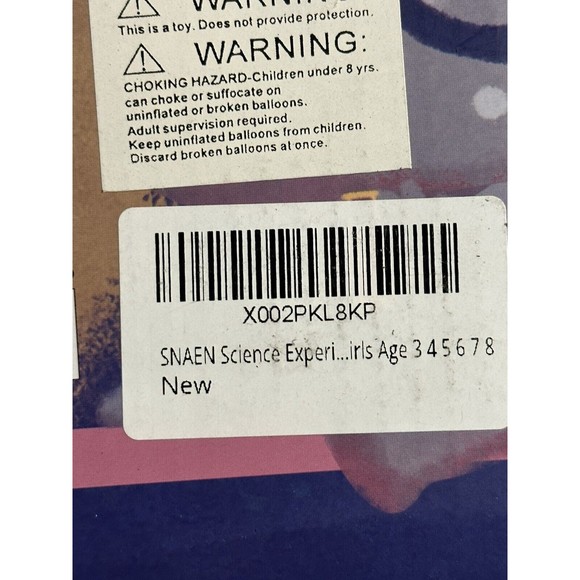 WARNING:
This is a toy. Does not provide protection.
WARNING:
CHOKING HAZARD-Children under 8 yrs.
can choke or suffocate on
uninflated or broken balloons.
Adult supervision required.
Keep uninflated balloons from children.
Discard broken balloons at once.
X002PKL8KP
SNAEN Science Experi...irls Age 3 4 5 6 7 8
New